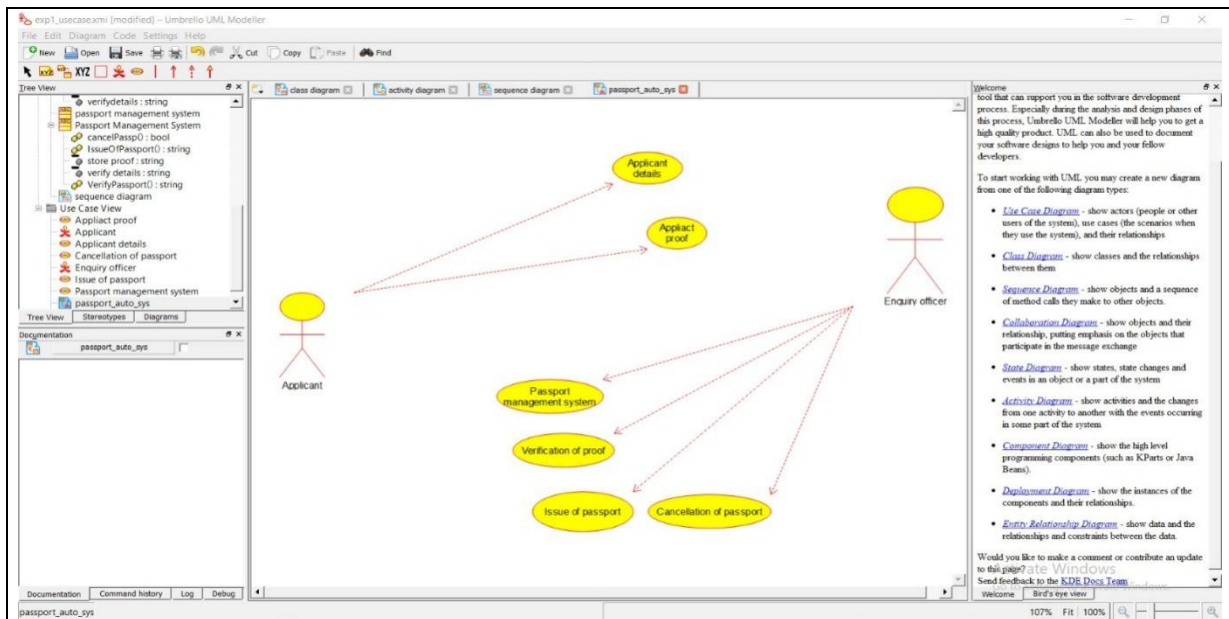 exp1_usecase.xmi [modified] – Umbrello UML Modeller
File Edit Diagram Code Settings Help
New Open Save Cut Copy Paste Find
XYZ XYZ
Tree View
verifydetails : string
passport management system
Passport Management System
cancelPassp() : bool
IssueOfPassport() : string
store proof : string
verify details : string
VerifyPassport() : string
sequence diagram
Use Case View
Appliact proof
Applicant
Applicant details
Cancellation of passport
Enquiry officer
Issue of passport
Passport management system
passport_auto_sys
Tree View Stereotypes Diagrams
Documentation
passport_auto_sys
Documentation Command history Log Debug
passport_auto_sys
class diagram activity diagram sequence diagram passport_auto_sys
Applicant
details
Appliact
proof
Enquiry officer
Applicant
Passport
management system
Verification of proof
Issue of passport Cancellation of passport
Welcome
tool that can support you in the software development
process. Especially during the analysis and design phases of
this process, Umbrello UML Modeller will help you to get a
high quality product. UML can also be used to document
your software designs to help you and your fellow
developers.
To start working with UML you may create a new diagram
from one of the following diagram types:
• Use Case Diagram - show actors (people or other
users of the system), use cases (the scenarios when
they use the system), and their relationships
• Class Diagram - show classes and the relationships
between them
• Sequence Diagram - show objects and a sequence
of method calls they make to other objects.
• Collaboration Diagram - show objects and their
relationship, putting emphasis on the objects that
participate in the message exchange
• State Diagram - show states, state changes and
events in an object or a part of the system
• Activity Diagram - show activities and the changes
from one activity to another with the events occurring
in some part of the system
• Component Diagram - show the high level
programming components (such as KParts or Java
Beans).
• Deployment Diagram - show the instances of the
components and their relationships.
• Entity Relationship Diagram - show data and the
relationships and constraints between the data.
Would you like to make a comment or contribute an update
to this page?
Activate Windows
Send feedback to the KDE Docs Team
Welcome Bird's eye view
107% Fit 100%